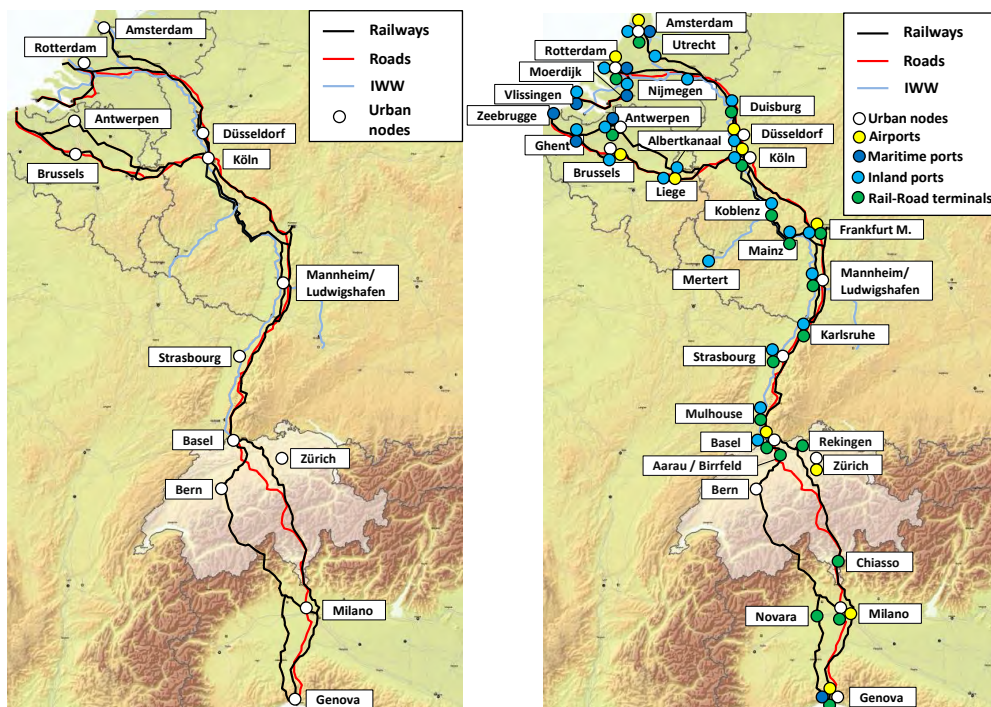 Amsterdam
Rotterdam
Antwerpen
Düsseldorf
Köln
Brussels
Mannheim/
Ludwigshafen
Strasbourg
Basel
Zürich
Bern
Milano
Genova
Railways
Roads
IWW
Urban
nodes
Amsterdam
Utrecht
Rotterdam
Moerdijk
Nijmegen
Vlissingen
Duisburg
Zeebrugge
Antwerpen
Düsseldorf
Ghent
Albertkanaal
Köln
Brussels
Liege
Koblenz
Frankfurt M.
Mainz
Mertert
Mannheim/
Ludwigshafen
Karlsruhe
Strasbourg
Mulhouse
Basel
Rekingen
Aarau / Birrfeld
Zürich
Bern
Chiasso
Novara
Milano
Genova
Railways
Roads
IWW
Urban nodes
Airports
Maritime ports
Inland ports
Rail-Road terminals